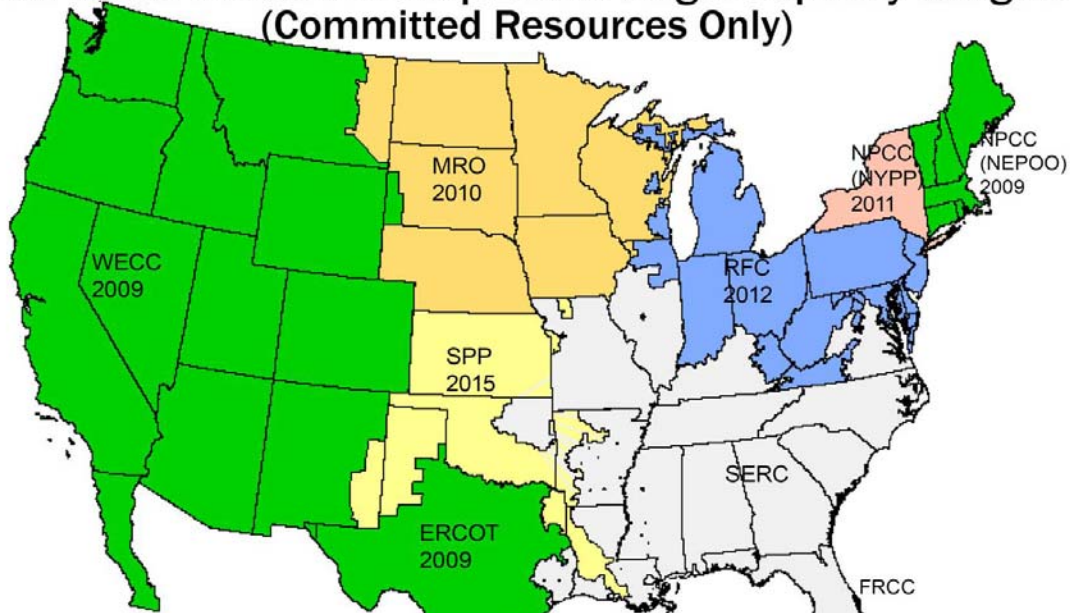 (Committed Resources Only)
NPCC
(NEPOO)
2009
NPCC
(NYPP
2011
MRO
2010
WECC
2009
RFC
2012
SPP
2015
SERC
ERCOT
2009
FRCC